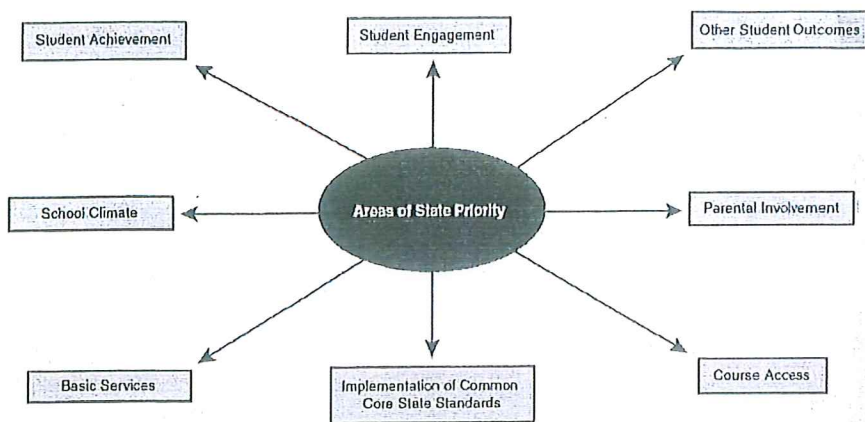 Student Achievement
Student Engagement
Other Student Outcomes
School Climate
Areas of State Priority
Parental Involvement
Basic Services
Implementation of Common
Core State Standards
Course Access